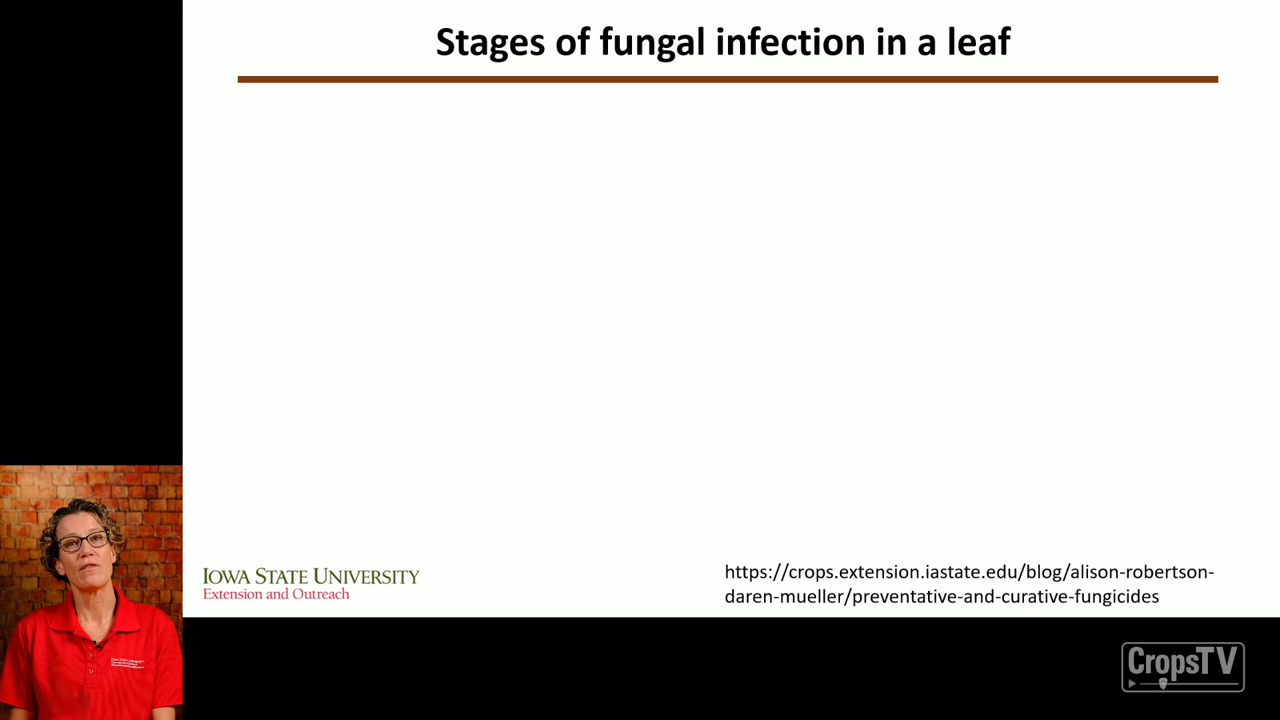 Stages of fungal infection in a leaf
IOWA STATE UNIVERSITY
Extension and Outreach
https://crops.extension.iastate.edu/blog/alison-robertson-
daren-mueller/preventative-and-curative-fungicides
CropsTV